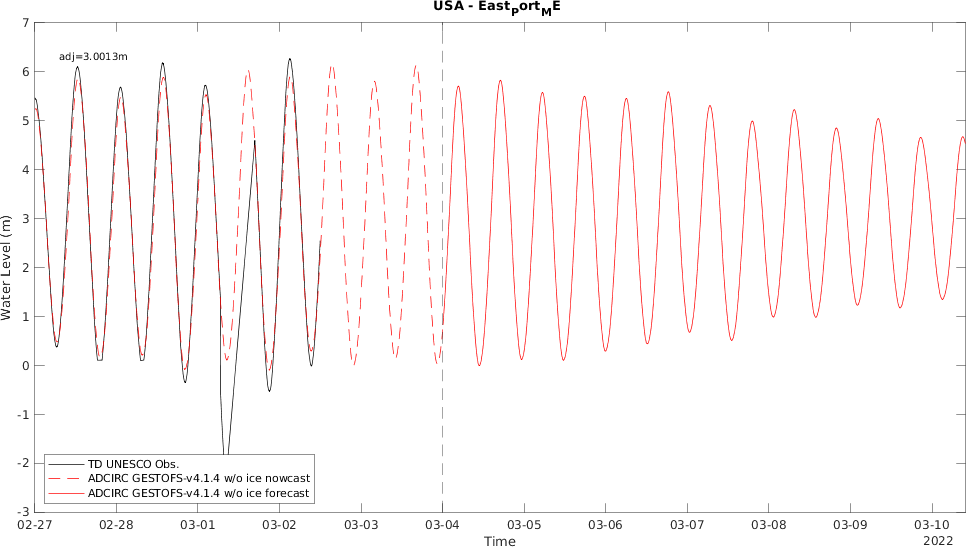 USA - EastPortME
adj=3.0013m
7
6
5
4
3
2
1
0
-1
-2
-3
Water Level (m)
TD UNESCO Obs.
ADCIRC GESTOFS-v4.1.4 w/o ice nowcast
ADCIRC GESTOFS-v4.1.4 w/o ice forecast
02-27 02-28 03-01 03-02 03-03 03-04 03-05 03-06 03-07 03-08 03-09 03-10
Time
2022